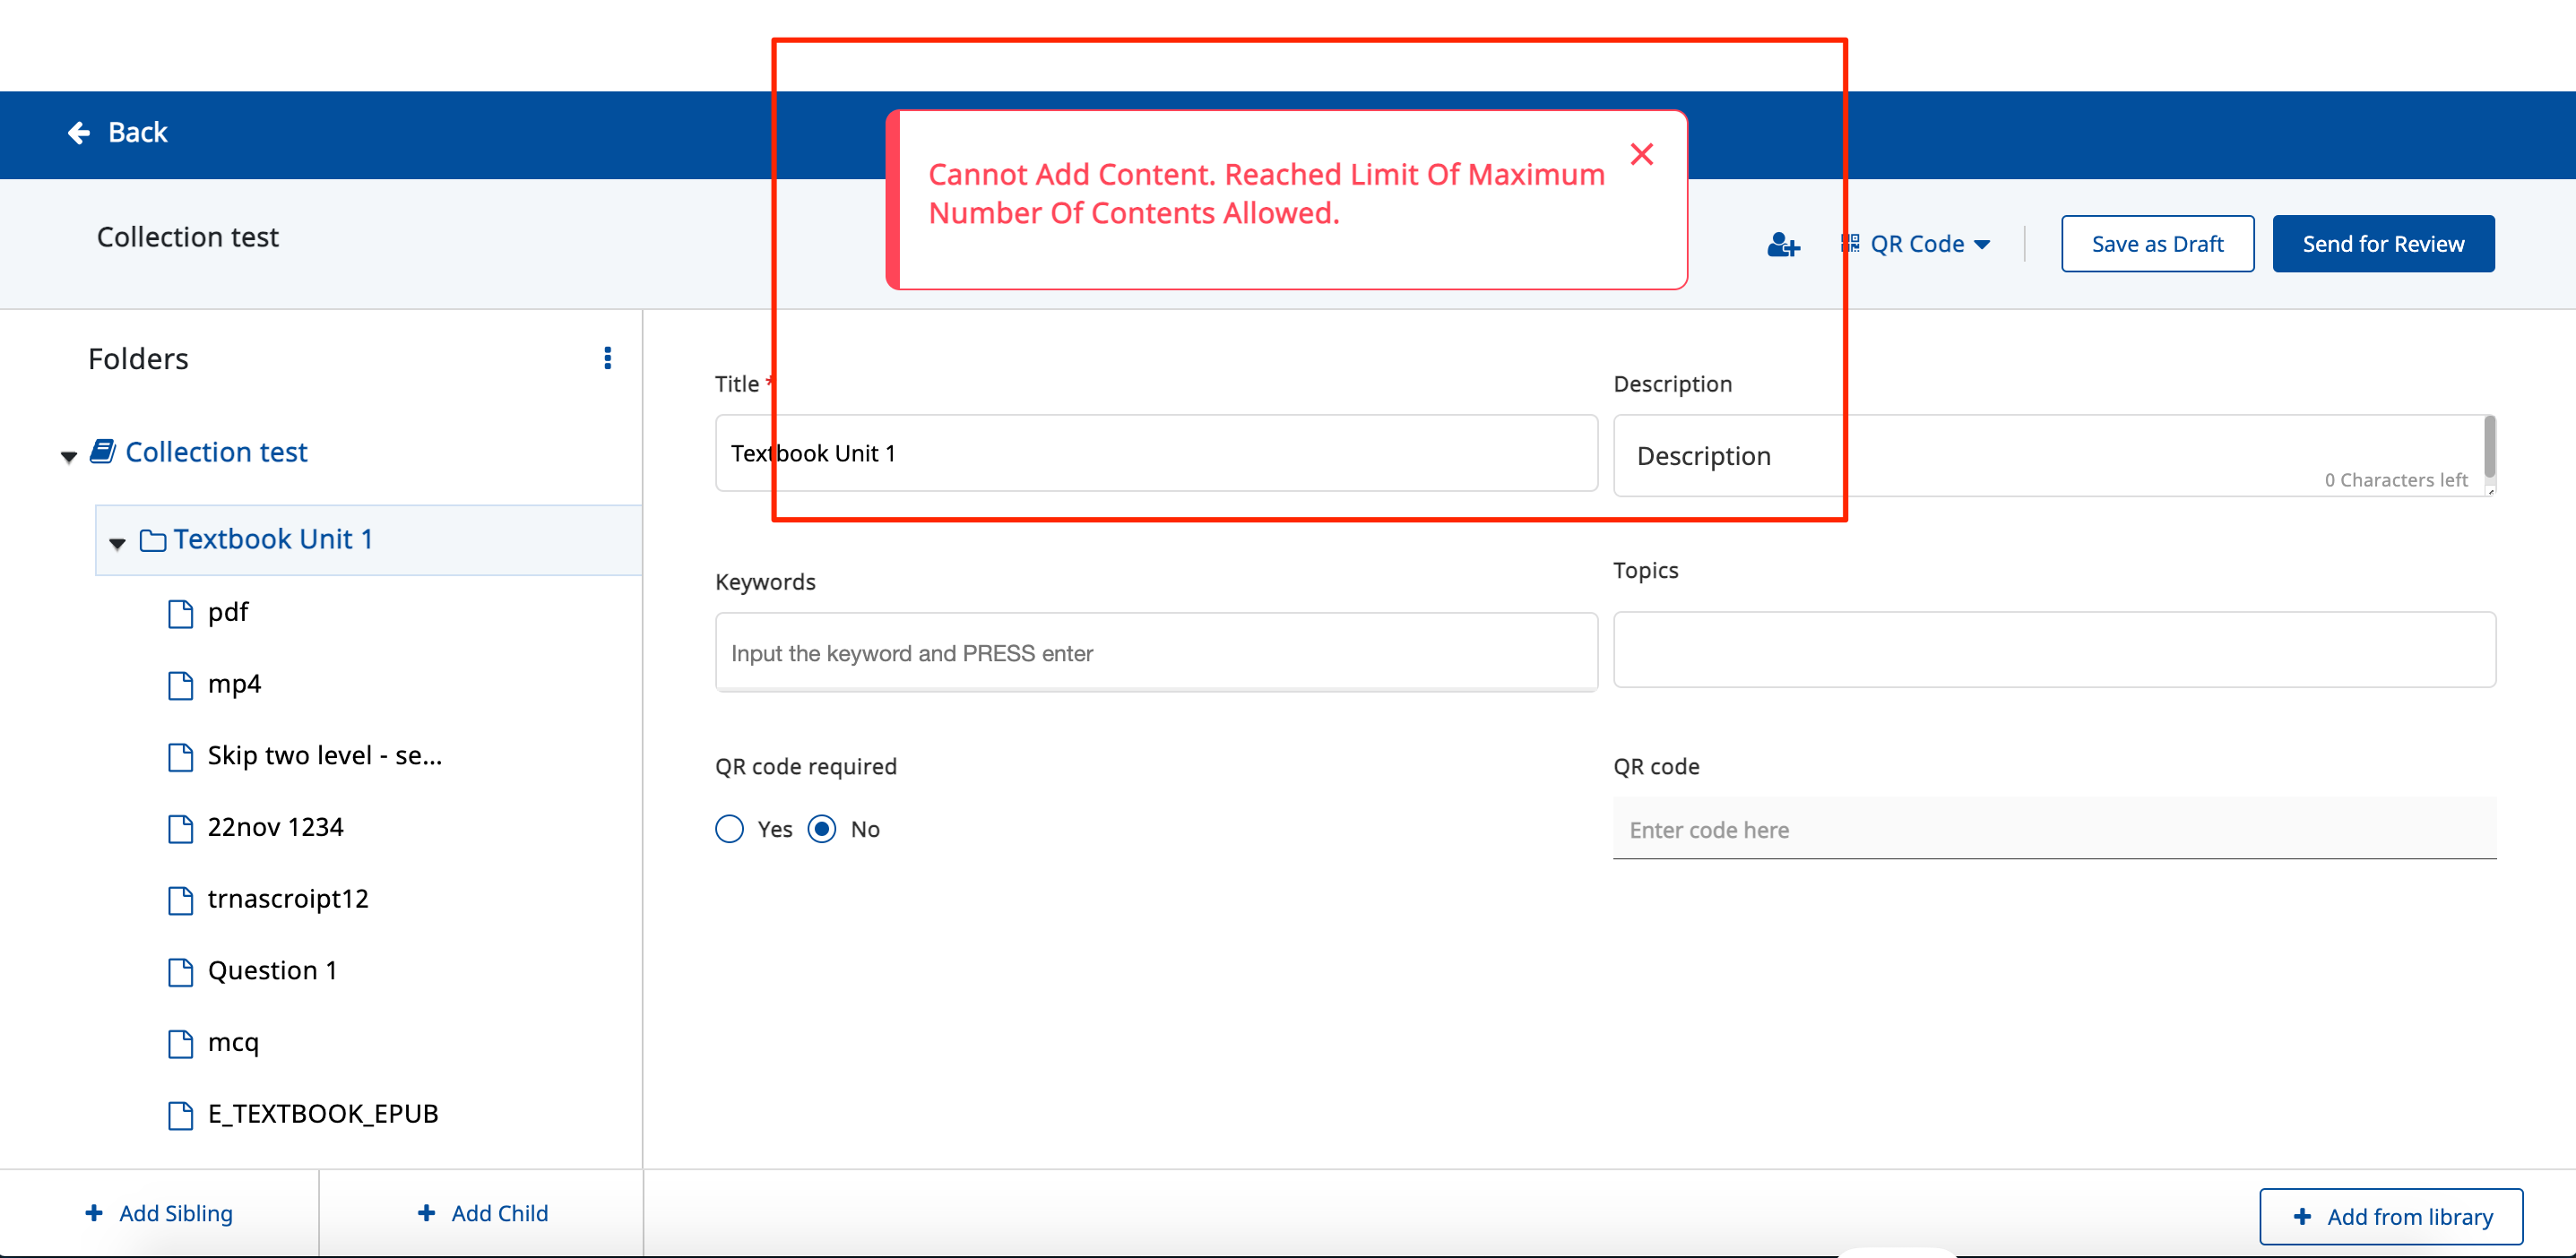 Back
Cannot Add Content. Reached Limit Of Maximum
Number Of Contents Allowed.
Collection test
QR Code
Save as Draft
Send for Review
Folders
Collection test
Textbook Unit 1
pdf
mp4
Skip two level - se...
22nov 1234
trnascroipt12
Question 1
mcq
E_TEXTBOOK_EPUB
Title *
Textbook Unit 1
Description
Description
0 Characters left
Keywords
Input the keyword and PRESS enter
Topics
QR code required
Yes
No
QR code
Enter code here
+ Add Sibling
+ Add Child
+ Add from library